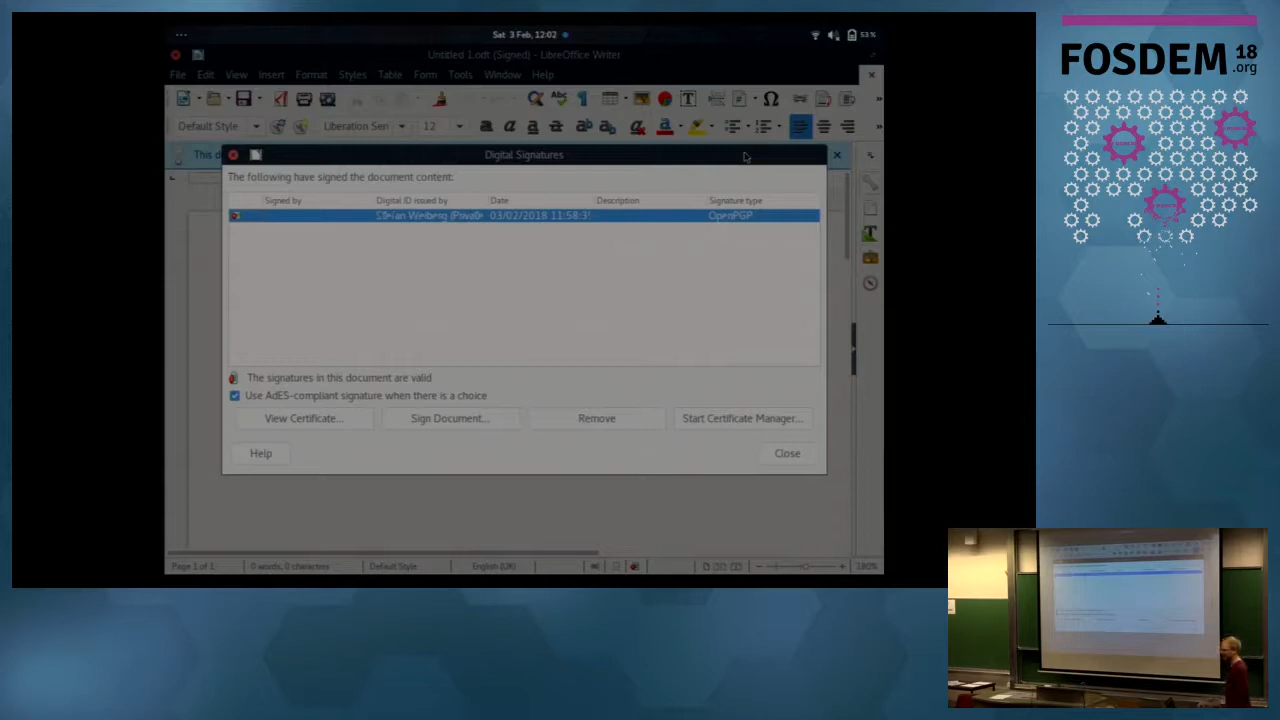 Sat 3 Feb, 12:02
53 %
Untitled 1.odt (Signed) - LibreOffice Writer
File Edit View Insert Format Styles Table Form Tools Window Help
Default Style
12
This d
Digital Signatures
The following have signed the document content:
Signed by Digital ID issued by Date Description Signature type
03/02/2018 11:58:3 OpenPGP
The signatures in this document are valid
Use AdES-compliant signature when there is a choice
View Certificate... Sign Document... Remove Start Certificate Manager...
Help Close
Page 1 of 1 0 words, 0 characters Default Style English (UK) 180%
FOSDEM 18
.org